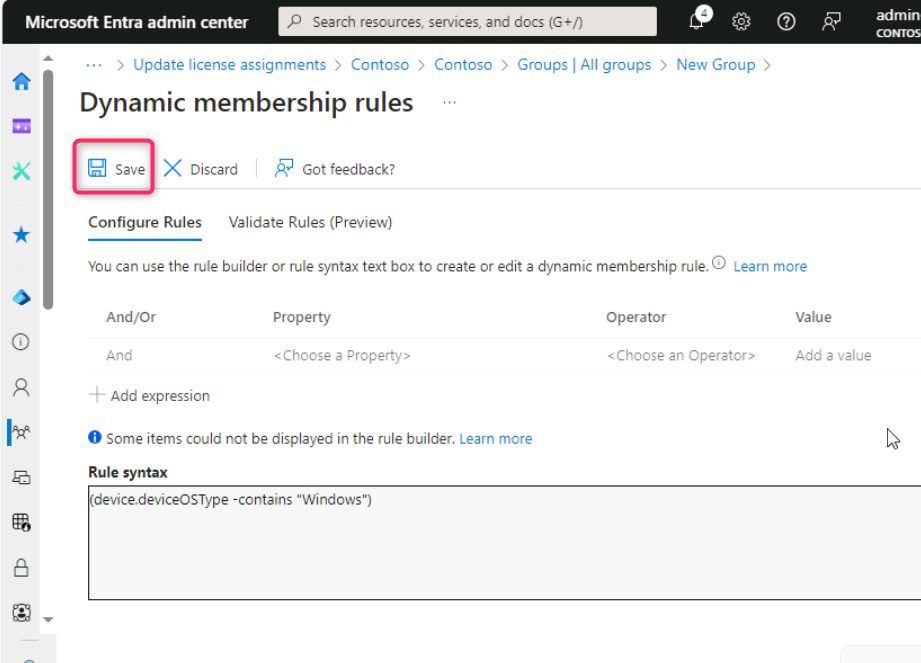 Microsoft Entra admin center
Search resources, services, and docs (G+/)
4
admin
CONTOS
... > Update license assignments > Contoso > Contoso > Groups | All groups > New Group >
Dynamic membership rules ...
Save Discard Got feedback?
Configure Rules Validate Rules (Preview)
You can use the rule builder or rule syntax text box to create or edit a dynamic membership rule. Learn more
And/Or Property Operator Value
And <Choose a Property> <Choose an Operator> Add a value
+ Add expression
Some items could not be displayed in the rule builder. Learn more
Rule syntax
(device.deviceOSType -contains "Windows")